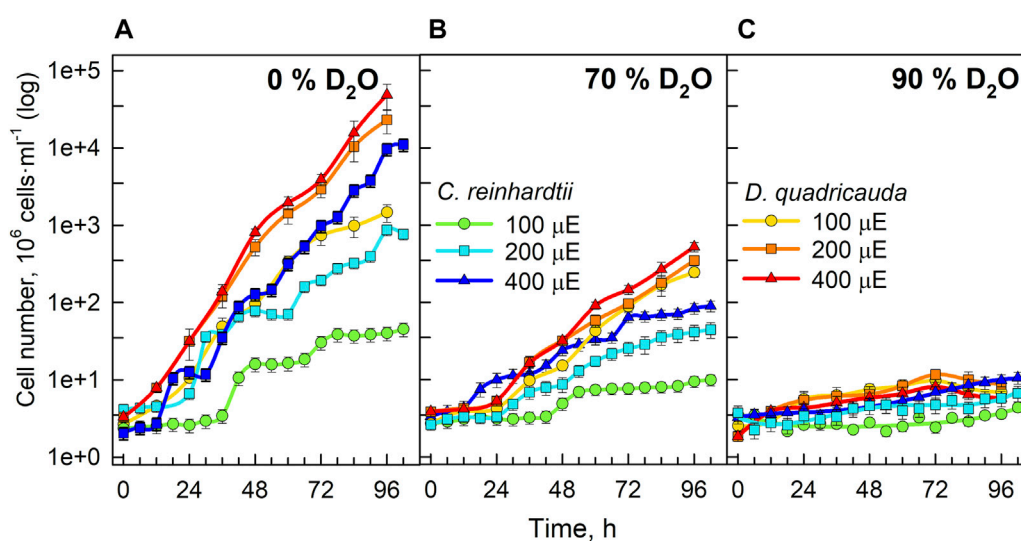 A B C
Cell number, 10⁶ cells·ml⁻¹ (log)
1e+5
1e+4
1e+3
1e+2
1e+1
1e+0
0 % D₂O
70 % D₂O
90 % D₂O
C. reinhardtii
100 µE
200 µE
400 µE
D. quadricauda
100 µE
200 µE
400 µE
0 24 48 72 96
0 24 48 72 96
0 24 48 72 96
Time, h